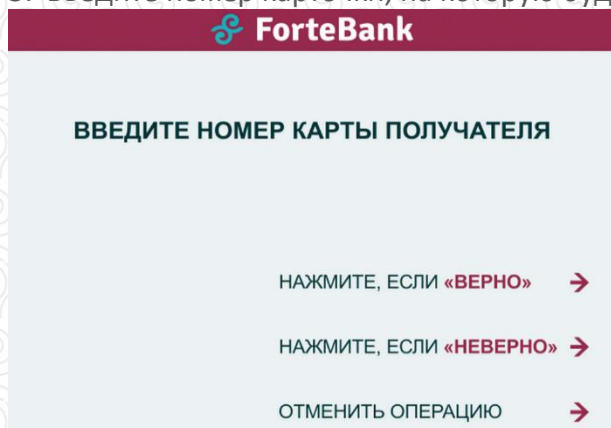 ForteBank
ВВЕДИТЕ НОМЕР КАРТЫ ПОЛУЧАТЕЛЯ
НАЖМИТЕ, ЕСЛИ «ВЕРНО»
НАЖМИТЕ, ЕСЛИ «НЕВЕРНО»
ОТМЕНИТЬ ОПЕРАЦИЮ